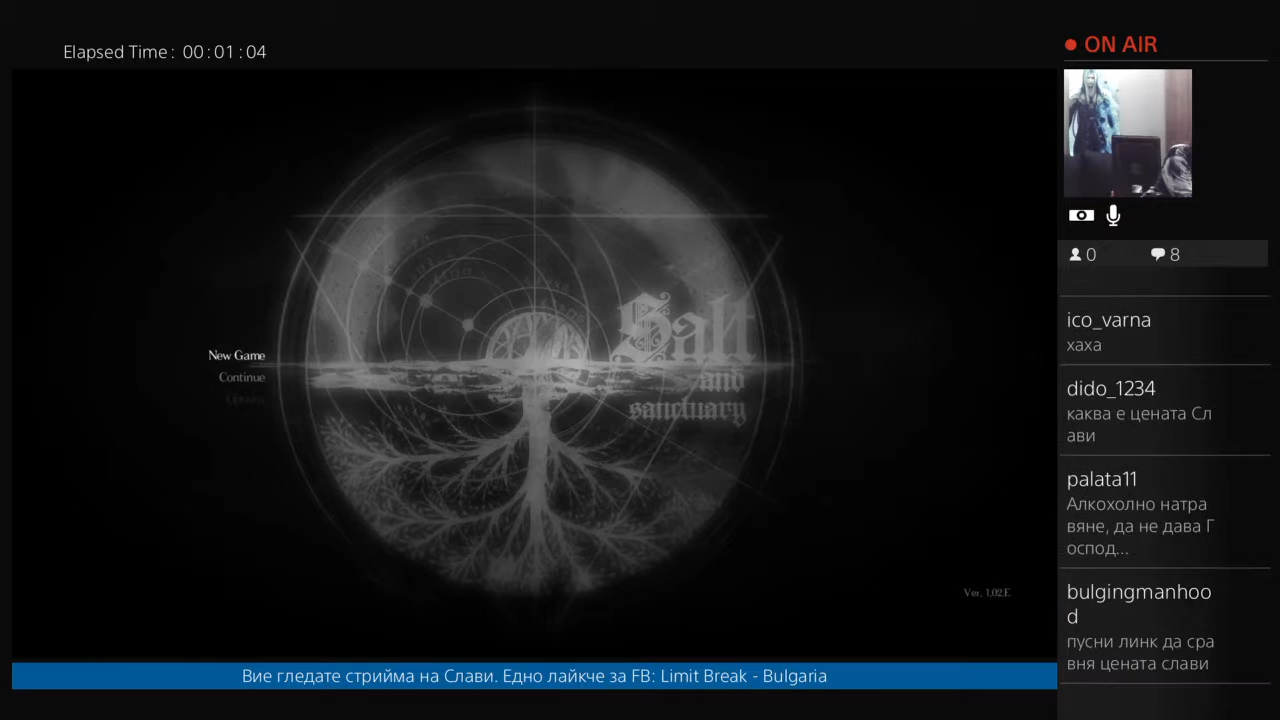 Elapsed Time: 00:01:04
ON AIR
0
8
ico_varna
хаха
dido_1234
каква е цената Сл
ави
palata11
Алкохолно натра
вяне, да не дава Г
оспод...
bulgingmanhoo
d
пусни линк да сра
вня цената слави
New Game
Continue
Salt
and
sanctuary
Ver. 1.02.E
Вие гледате стрийма на Слави. Едно лайкче за FB: Limit Break - Bulgaria